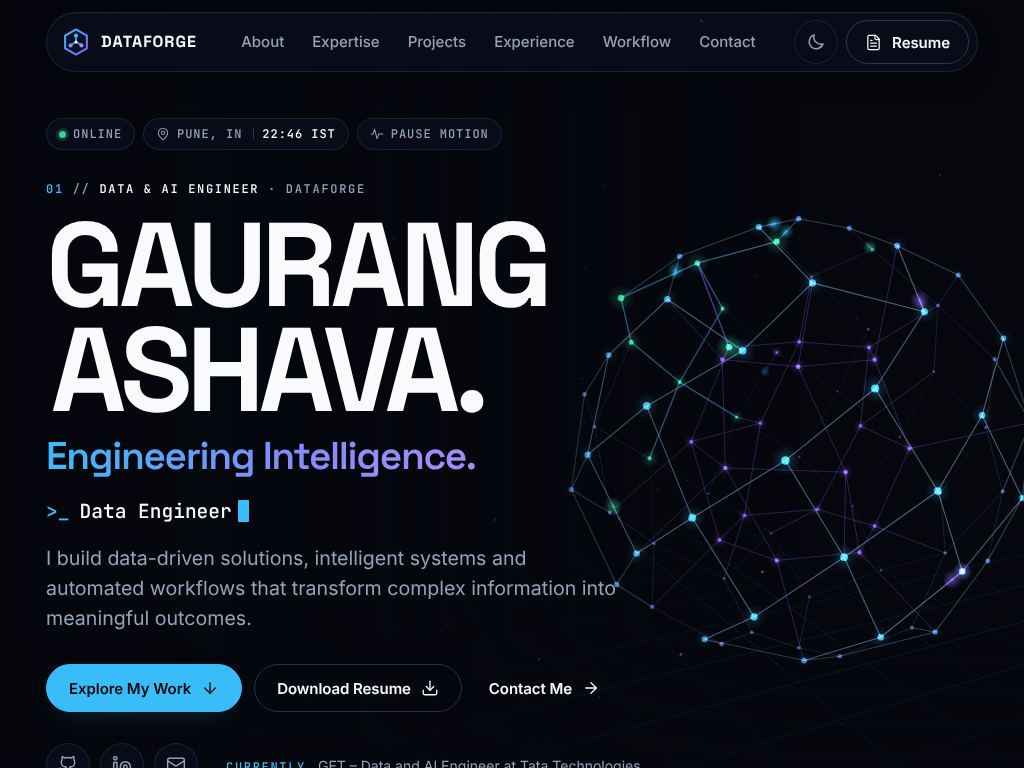 DATAFORGE About Expertise Projects Experience Workflow Contact Resume
ONLINE PUNE, IN 22:46 IST PAUSE MOTION
01 // DATA & AI ENGINEER · DATAFORGE
GAURANG
ASHAVA.
Engineering Intelligence.
>_ Data Engineer
I build data-driven solutions, intelligent systems and
automated workflows that transform complex information into
meaningful outcomes.
Explore My Work Download Resume Contact Me
CURRENTLY GET – Data and AI Engineer at Tata Technologies